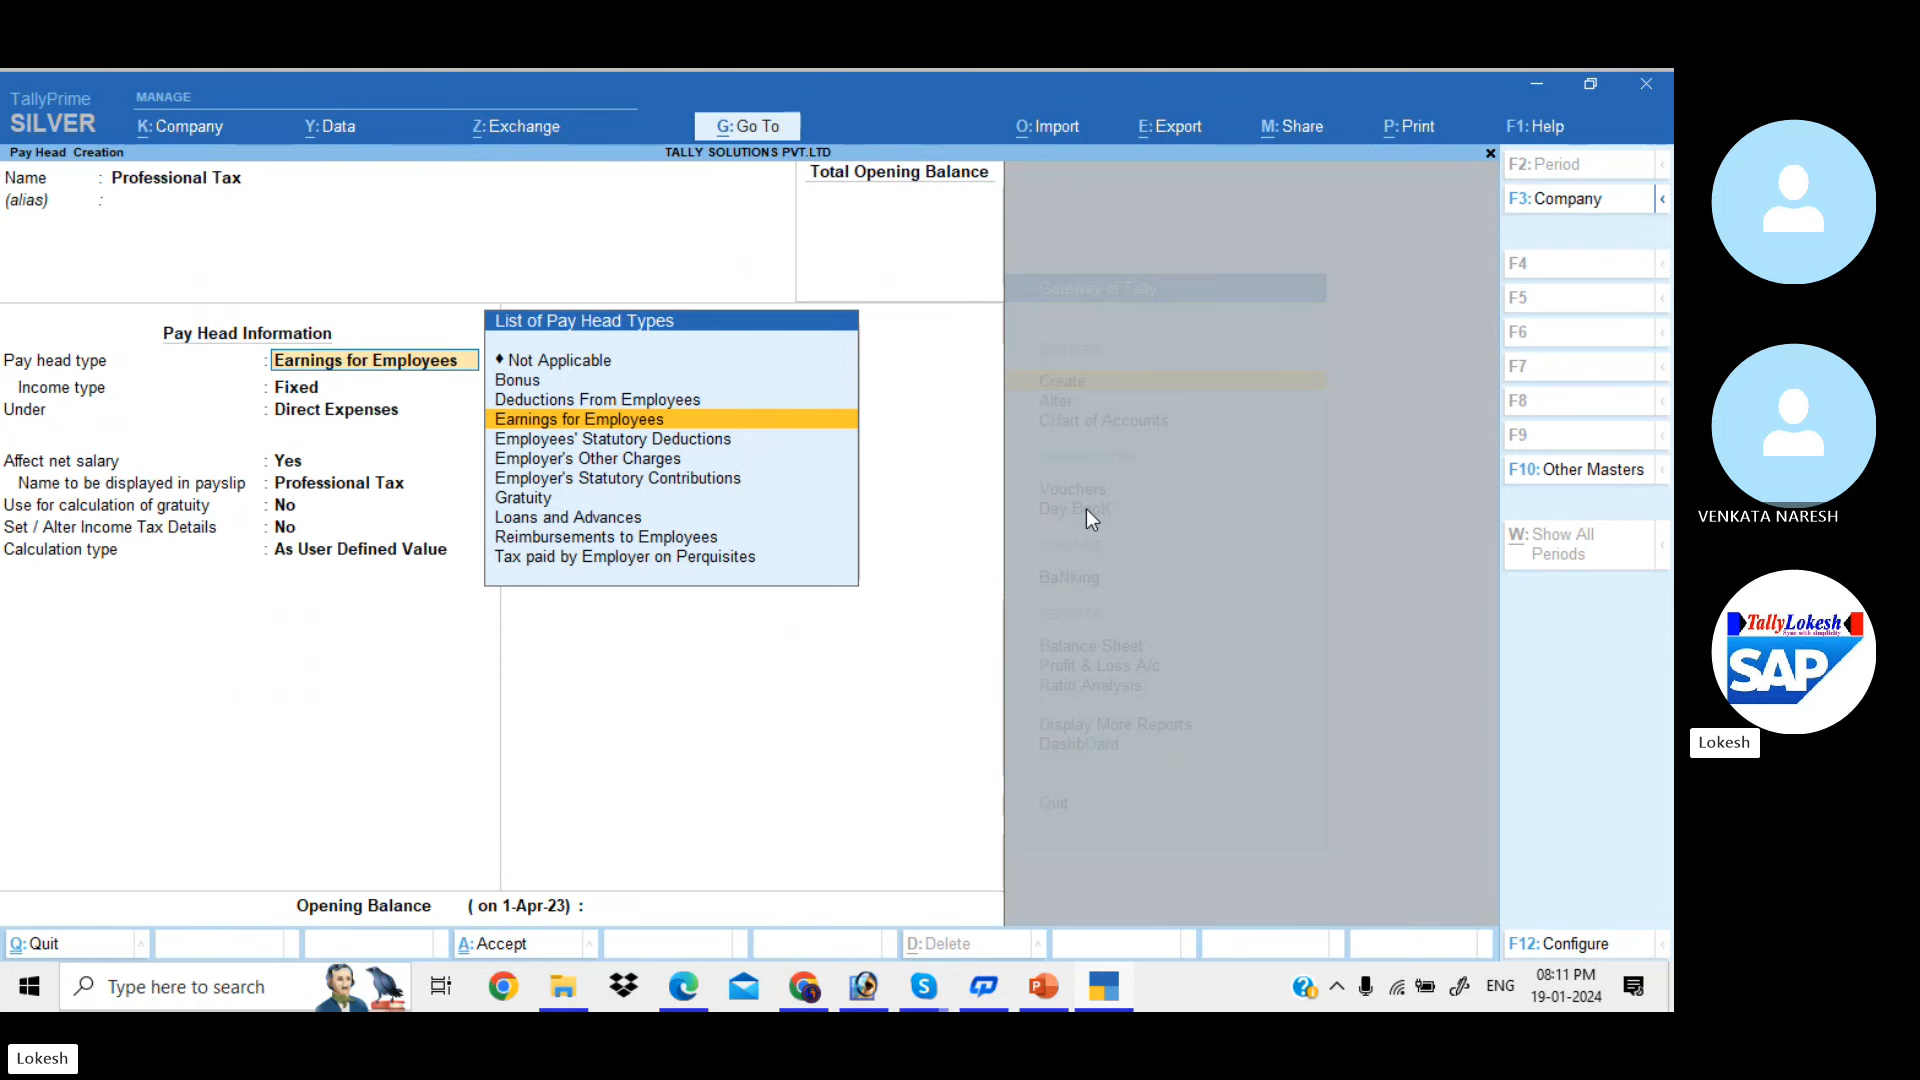 TallyPrime
SILVER
MANAGE
K: Company
Y: Data
Z: Exchange
G: Go To
O: Import
E: Export
M: Share
P: Print
F1: Help
Pay Head Creation
TALLY SOLUTIONS PVT.LTD
Name : Professional Tax
(alias) :
Total Opening Balance
Pay Head Information
Pay head type : Earnings for Employees
Income type : Fixed
Under : Direct Expenses
Affect net salary : Yes
Name to be displayed in payslip : Professional Tax
Use for calculation of gratuity : No
Set / Alter Income Tax Details : No
Calculation type : As User Defined Value
List of Pay Head Types
♦ Not Applicable
Bonus
Deductions From Employees
Earnings for Employees
Employees' Statutory Deductions
Employer's Other Charges
Employer's Statutory Contributions
Gratuity
Loans and Advances
Reimbursements to Employees
Tax paid by Employer on Perquisites
Gateway of Tally
MASTERS
Create
Alter
CHart of Accounts
Vouchers
Day BooK
BaNking
REPORTS
Balance Sheet
Profit & Loss A/c
Ratio Analysis
Display More Reports
DashbOard
Quit
F2: Period
F3: Company
F4
F5
F6
F7
F8
F9
F10: Other Masters
W: Show All
Periods
Opening Balance ( on 1-Apr-23) :
Q: Quit
A: Accept
D: Delete
F12: Configure
Type here to search
ENG
08:11 PM
19-01-2024
VENKATA NARESH
TallyLokesh
Sync with simplicity
SAP
Lokesh
Lokesh